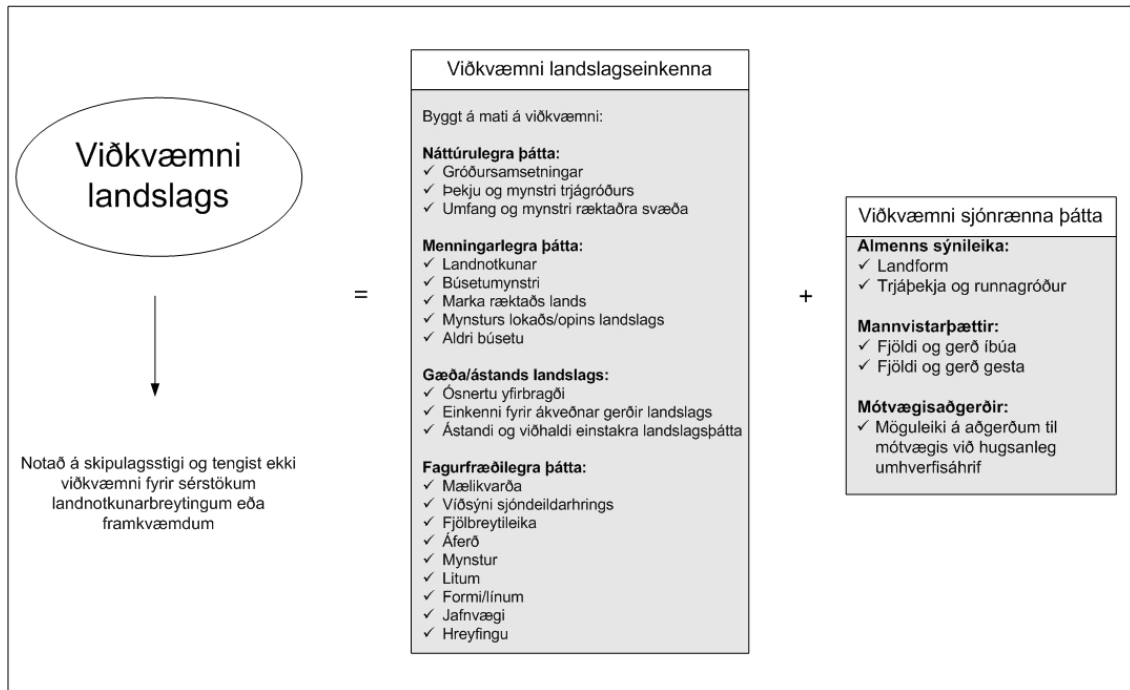 Viðkvæmni
landslags
Notað á skipulagsstigi og tengist ekki
viðkvæmni fyrir sérstökum
landnotkunarbreytingum eða
framkvæmdum
=
Viðkvæmni landslagseinkenna
Byggt á mati á viðkvæmni:
Náttúrulegra þátta:
✓ Gróðursamsetningar
✓ Þekju og mynstri trjágróðurs
✓ Umfang og mynstri ræktaðra svæða
Menningarlegra þátta:
✓ Landnotkunar
✓ Búsetumynstri
✓ Marka ræktaðs lands
✓ Mynsturs lokaðs/opins landslags
✓ Aldri búsetu
Gæða/ástands landslags:
✓ Ósnertu yfirbragði
✓ Einkenni fyrir ákveðnar gerðir landslags
✓ Ástandi og viðhaldi einstakra landslagsþátta
Fagurfræðilegra þátta:
✓ Mælikvarða
✓ Víðsýni sjóndeildarhrings
✓ Fjölbreytileika
✓ Áferð
✓ Mynstur
✓ Litum
✓ Formi/línum
✓ Jafnvægi
✓ Hreyfingu
+
Viðkvæmni sjónrænna þátta
Almenns sýnileika:
✓ Landform
✓ Trjáþekja og runnagróður
Mannvistarþættir:
✓ Fjöldi og gerð íbúa
✓ Fjöldi og gerð gesta
Mótvægisaðgerðir:
✓ Möguleiki á aðgerðum til
mótvægis við hugsanleg
umhverfisáhrif